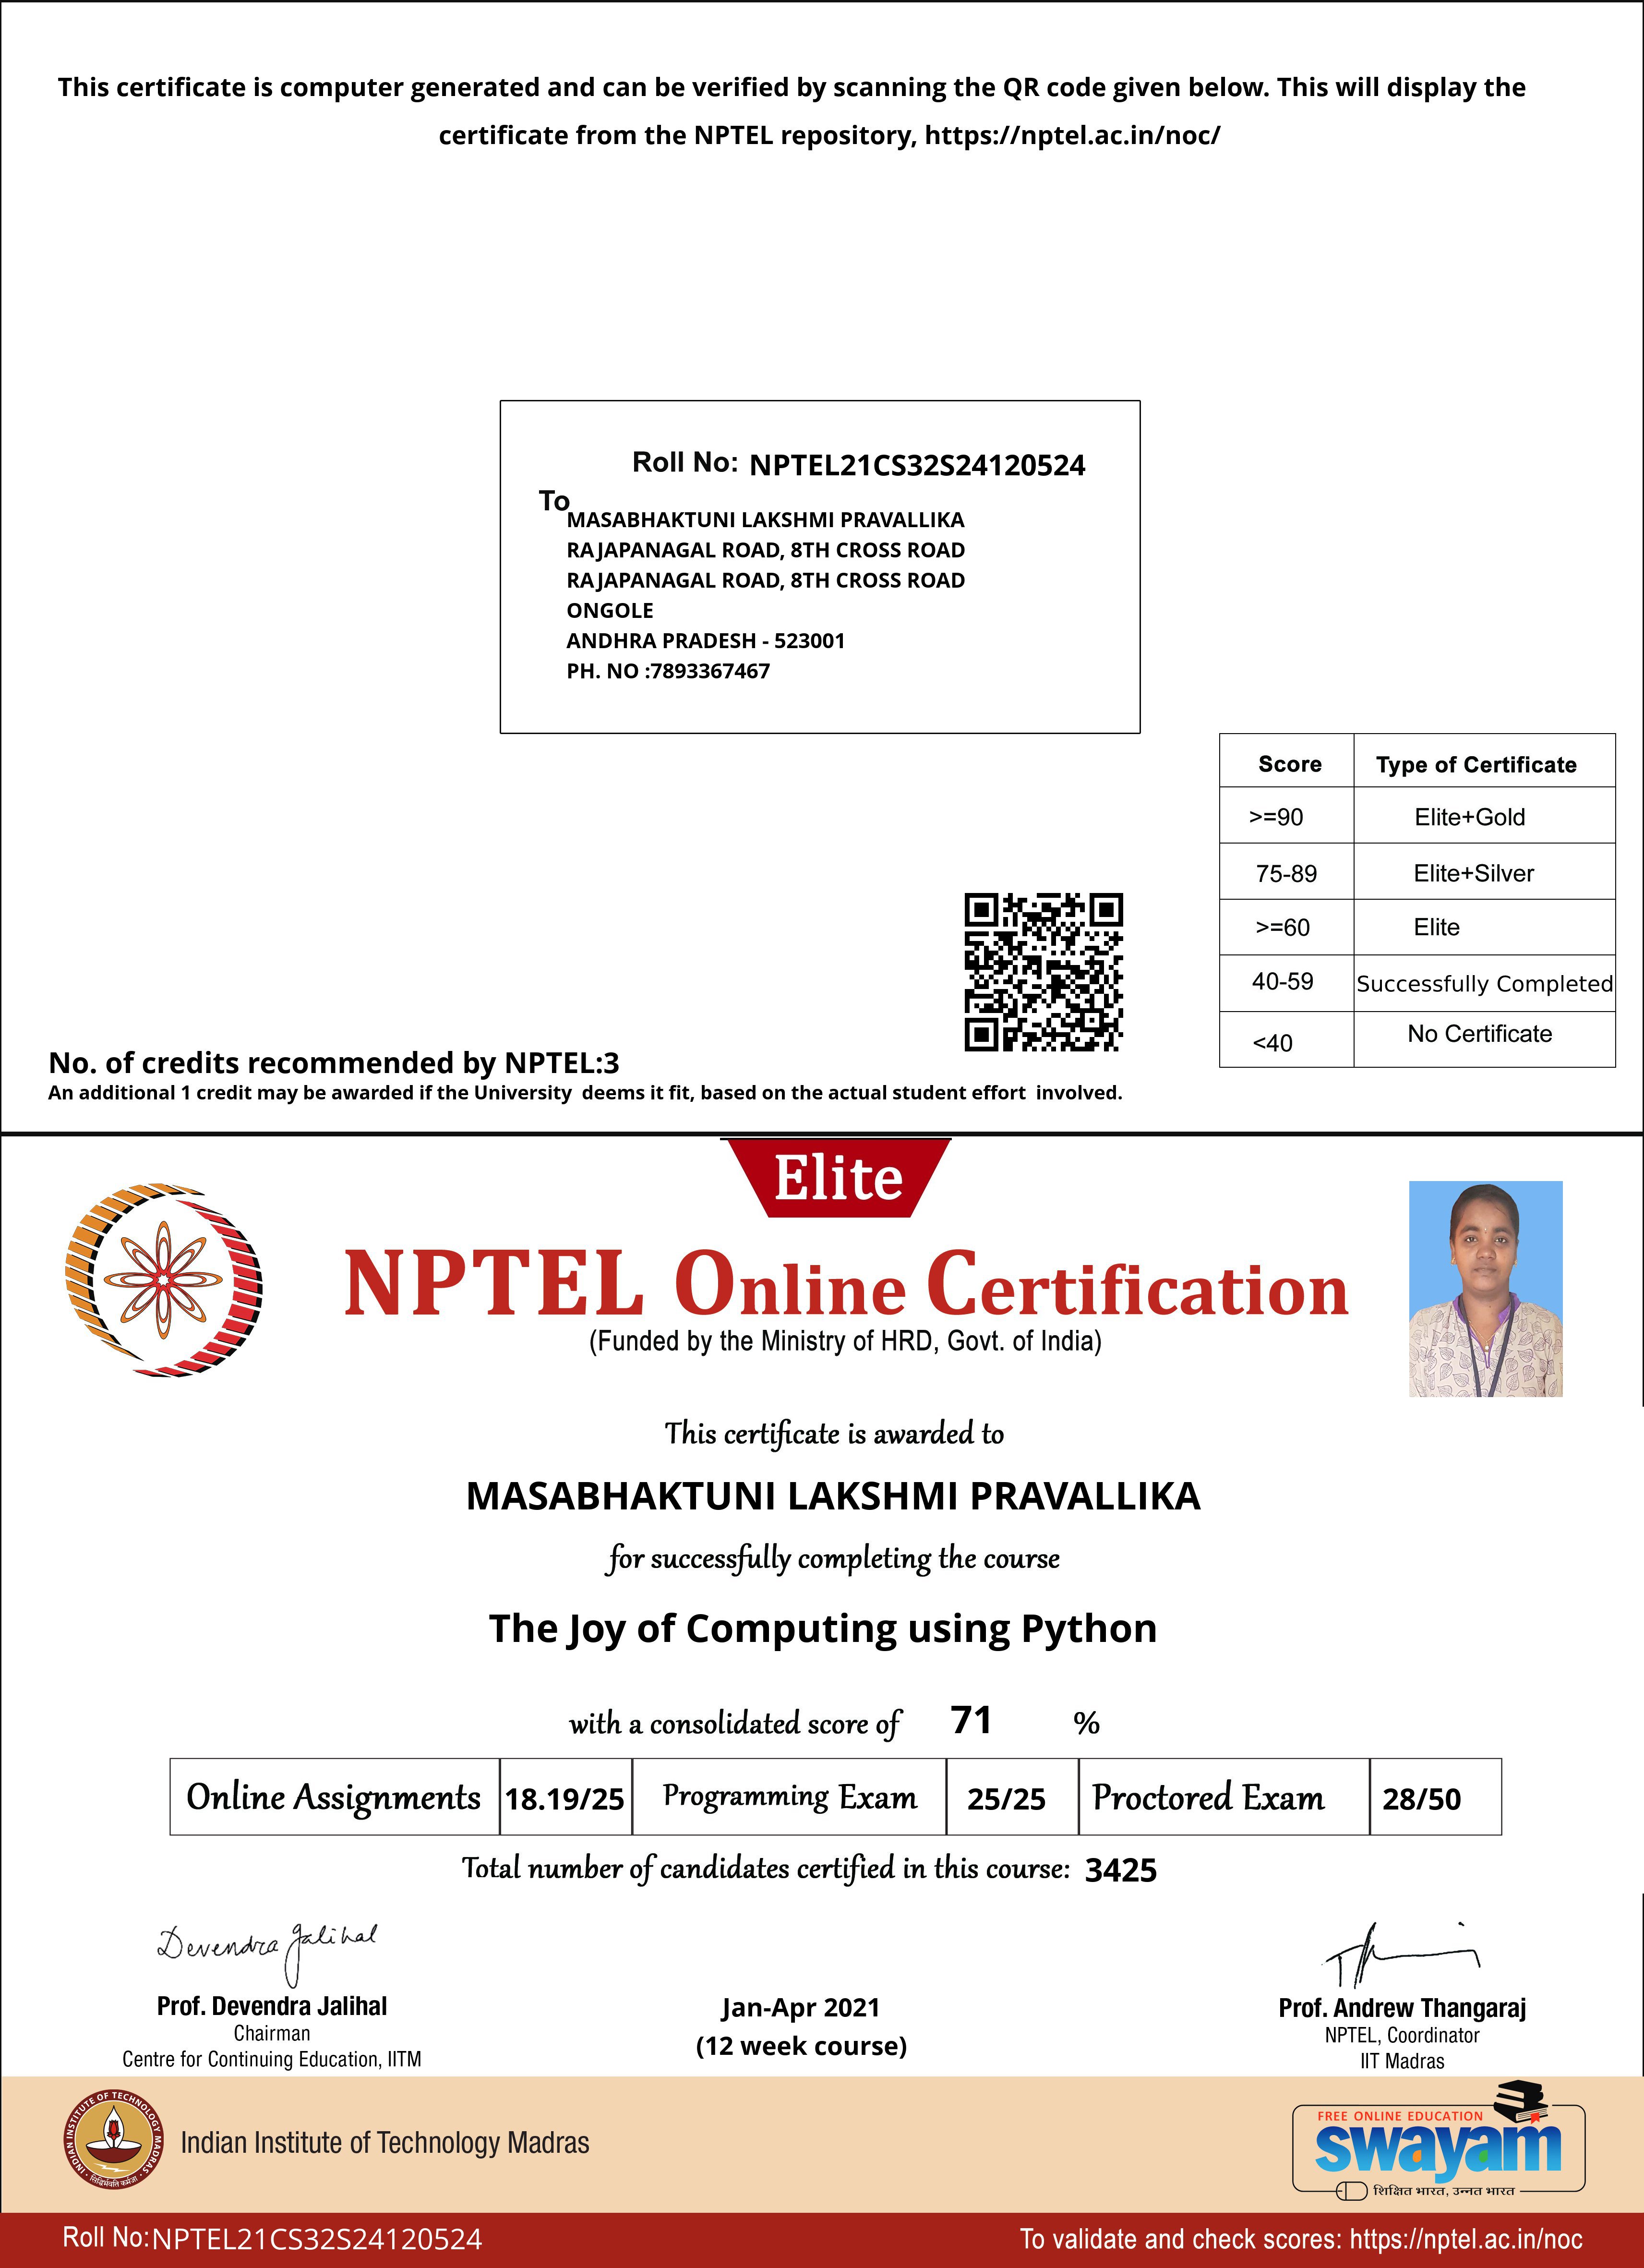 This certificate is computer generated and can be verified by scanning the QR code given below. This will display the
certificate from the NPTEL repository, https://nptel.ac.in/noc/
Roll No: NPTEL21CS32S24120524
To
MASABHAKTUNI LAKSHMI PRAVALLIKA
RAJAPANAGAL ROAD, 8TH CROSS ROAD
RAJAPANAGAL ROAD, 8TH CROSS ROAD
ONGOLE
ANDHRA PRADESH - 523001
PH. NO :7893367467
Score Type of Certificate
>=90 Elite+Gold
75-89 Elite+Silver
>=60 Elite
40-59 Successfully Completed
<40 No Certificate
No. of credits recommended by NPTEL:3
An additional 1 credit may be awarded if the University deems it fit, based on the actual student effort involved.
Elite
NPTEL Online Certification
(Funded by the Ministry of HRD, Govt. of India)
This certificate is awarded to
MASABHAKTUNI LAKSHMI PRAVALLIKA
for successfully completing the course
The Joy of Computing using Python
with a consolidated score of 71 %
Online Assignments 18.19/25 Programming Exam 25/25 Proctored Exam 28/50
Total number of candidates certified in this course: 3425
Devendra Jalihal
Prof. Devendra Jalihal
Chairman
Centre for Continuing Education, IITM
Jan-Apr 2021
(12 week course)
Prof. Andrew Thangaraj
NPTEL, Coordinator
IIT Madras
INDIAN INSTITUTE OF TECHNOLOGY MADRAS
सिद्धिर्भवति कर्मजा
Indian Institute of Technology Madras
FREE ONLINE EDUCATION
swayam
शिक्षित भारत, उन्नत भारत
Roll No:NPTEL21CS32S24120524
To validate and check scores: https://nptel.ac.in/noc